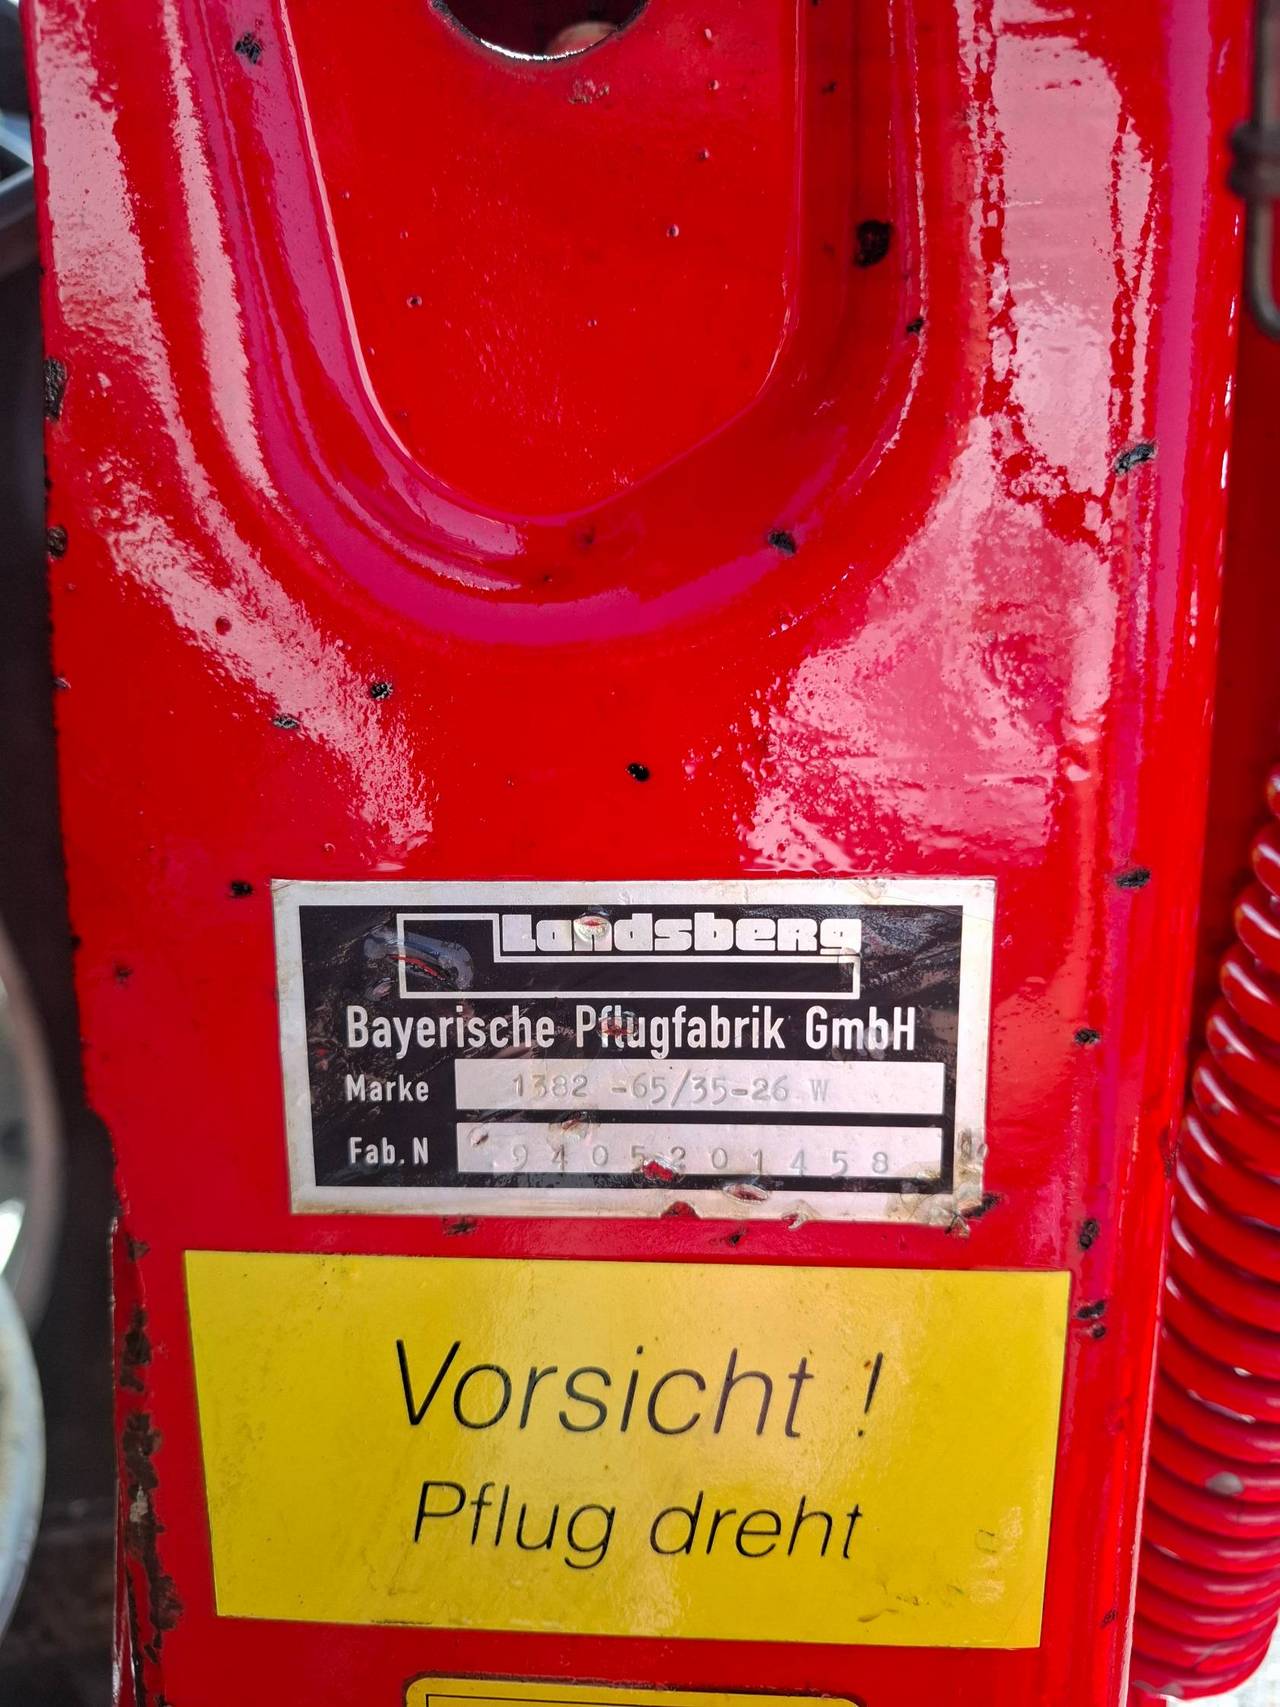 Landsberg
Bayerische Pflugfabrik GmbH
Marke 1382 -65/35-26 W
Fab. N 9405201458
Vorsicht !
Pflug dreht